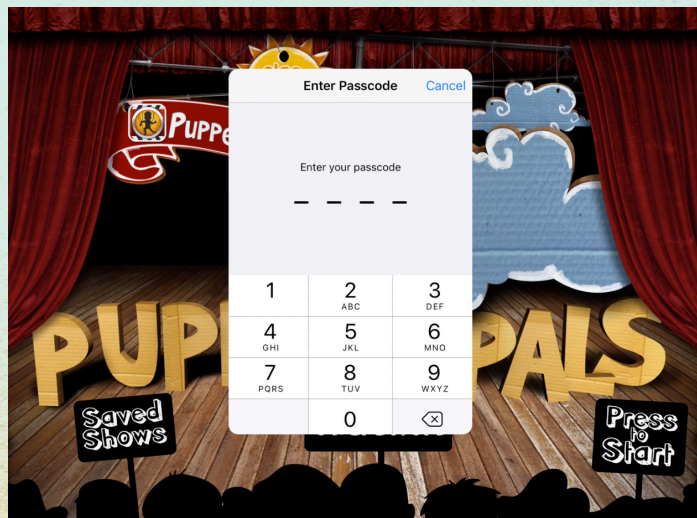 Enter Passcode Cancel
Puppe
Enter your passcode
1 2 3
ABC DEF
4 5 6
GHI JKL MNO
7 8 9
PQRS TUV WXYZ
0
PUP PALS
Saved
Shows
Press
to
Start